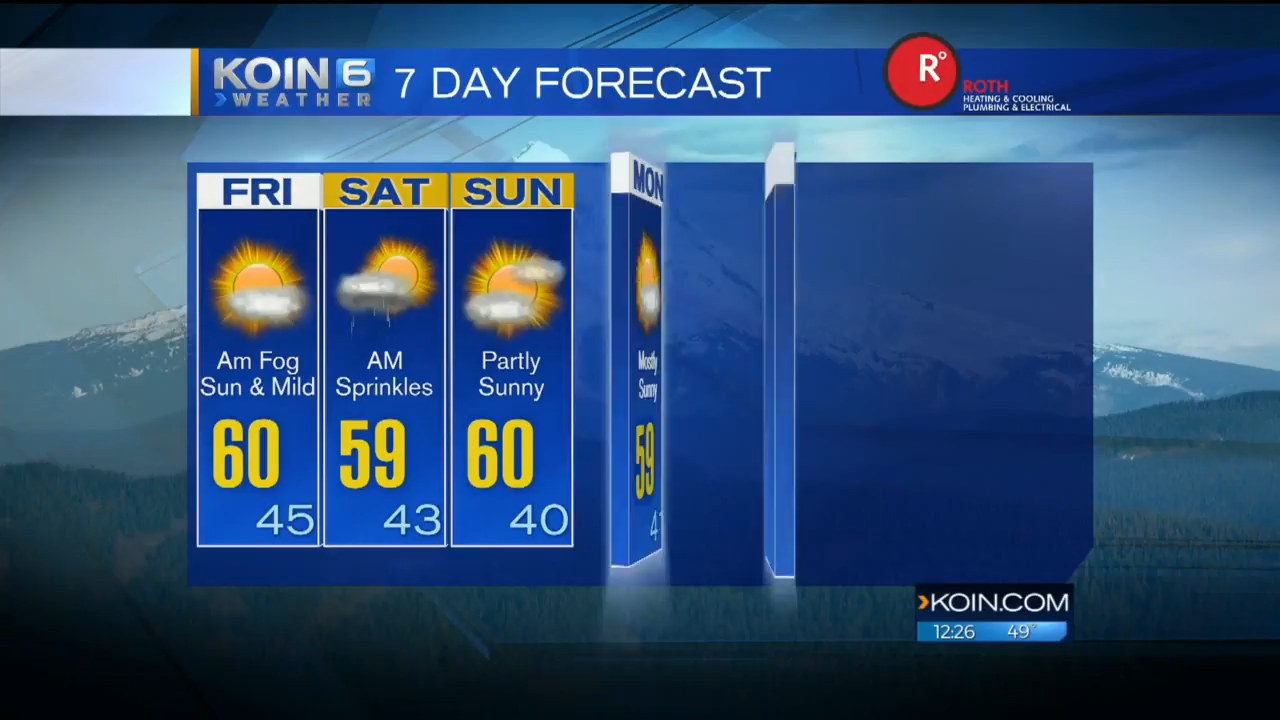 KOIN 6
WEATHER
7 DAY FORECAST
R°
ROTH
HEATING & COOLING
PLUMBING & ELECTRICAL
FRI
Am Fog
Sun & Mild
60
45
SAT
AM
Sprinkles
59
43
SUN
Partly
Sunny
60
40
MON
Mostly
Sunny
59
41
KOIN.COM
12:26 49°